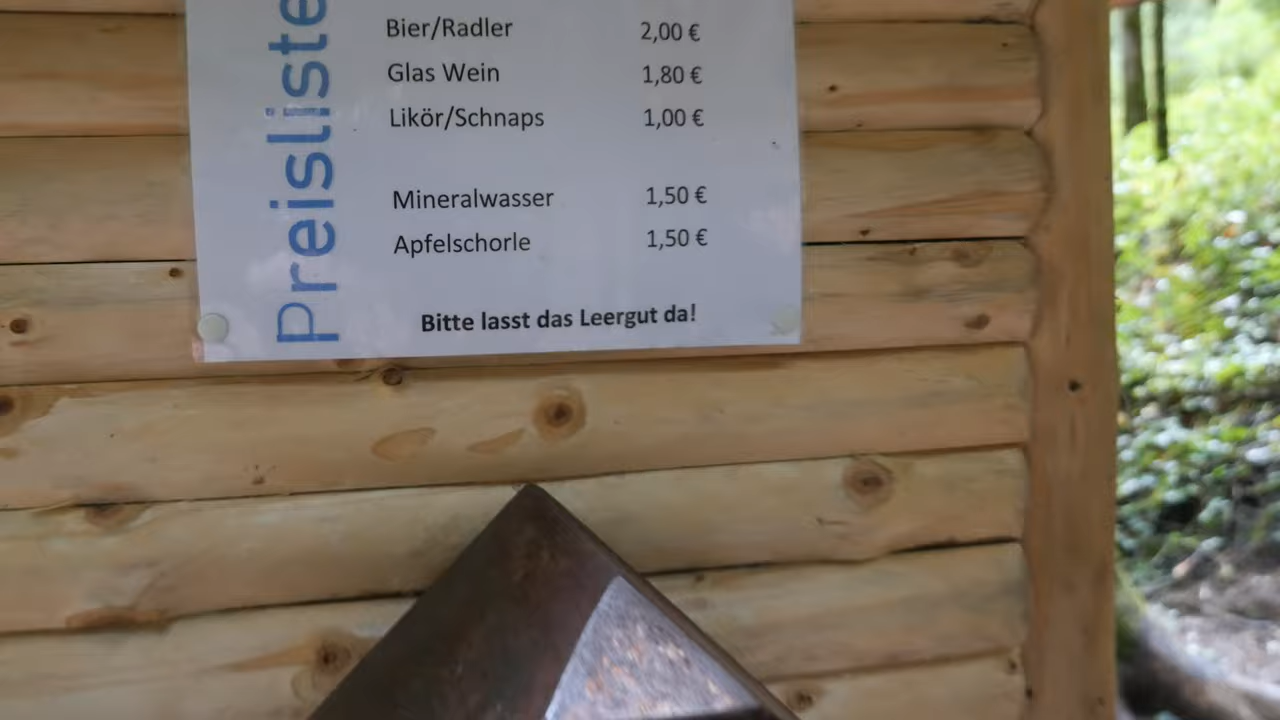 Preisliste
Bier/Radler 2,00 €
Glas Wein 1,80 €
Likör/Schnaps 1,00 €
Mineralwasser 1,50 €
Apfelschorle 1,50 €
Bitte lasst das Leergut da!